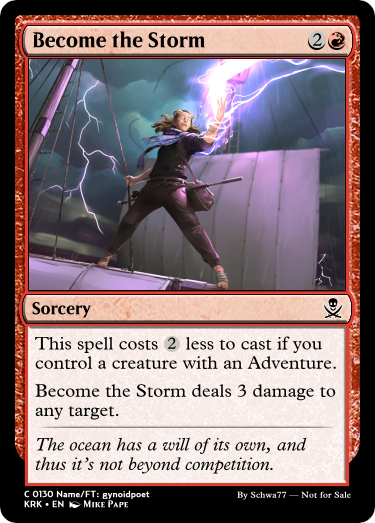 Become the Storm 2
Sorcery
This spell costs 2 less to cast if you
control a creature with an Adventure.
Become the Storm deals 3 damage to
any target.
The ocean has a will of its own, and
thus it's not beyond competition.
C 0130 Name/FT: gynoidpoet
By Schwa77 — Not for Sale
KRK • EN Mike Pape